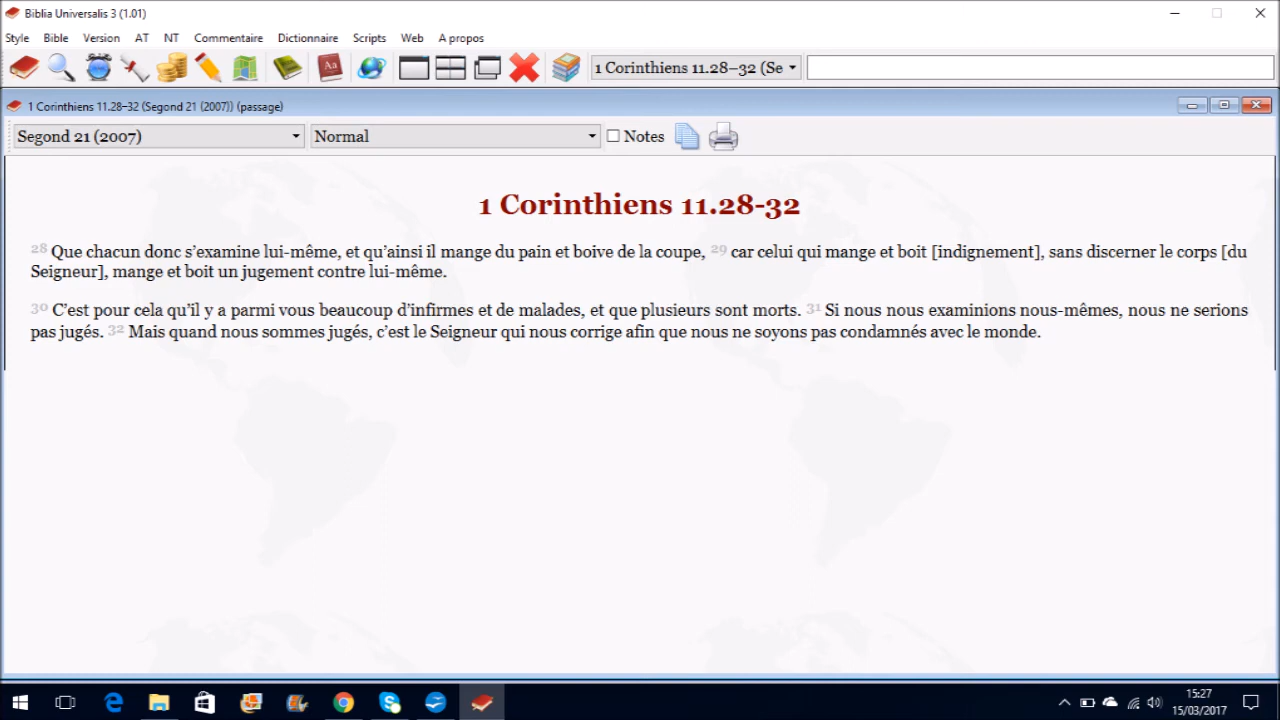 Biblia Universalis 3 (1.01)
Style Bible Version AT NT Commentaire Dictionnaire Scripts Web A propos
1 Corinthiens 11.28–32 (Se
1 Corinthiens 11.28–32 (Segond 21 (2007)) (passage)
Segond 21 (2007) Normal Notes
1 Corinthiens 11.28-32
28 Que chacun donc s’examine lui-même, et qu’ainsi il mange du pain et boive de la coupe, 29 car celui qui mange et boit [indignement], sans discerner le corps [du
Seigneur], mange et boit un jugement contre lui-même.
30 C’est pour cela qu’il y a parmi vous beaucoup d’infirmes et de malades, et que plusieurs sont morts. 31 Si nous nous examinions nous-mêmes, nous ne serions
pas jugés. 32 Mais quand nous sommes jugés, c’est le Seigneur qui nous corrige afin que nous ne soyons pas condamnés avec le monde.
15:27
15/03/2017